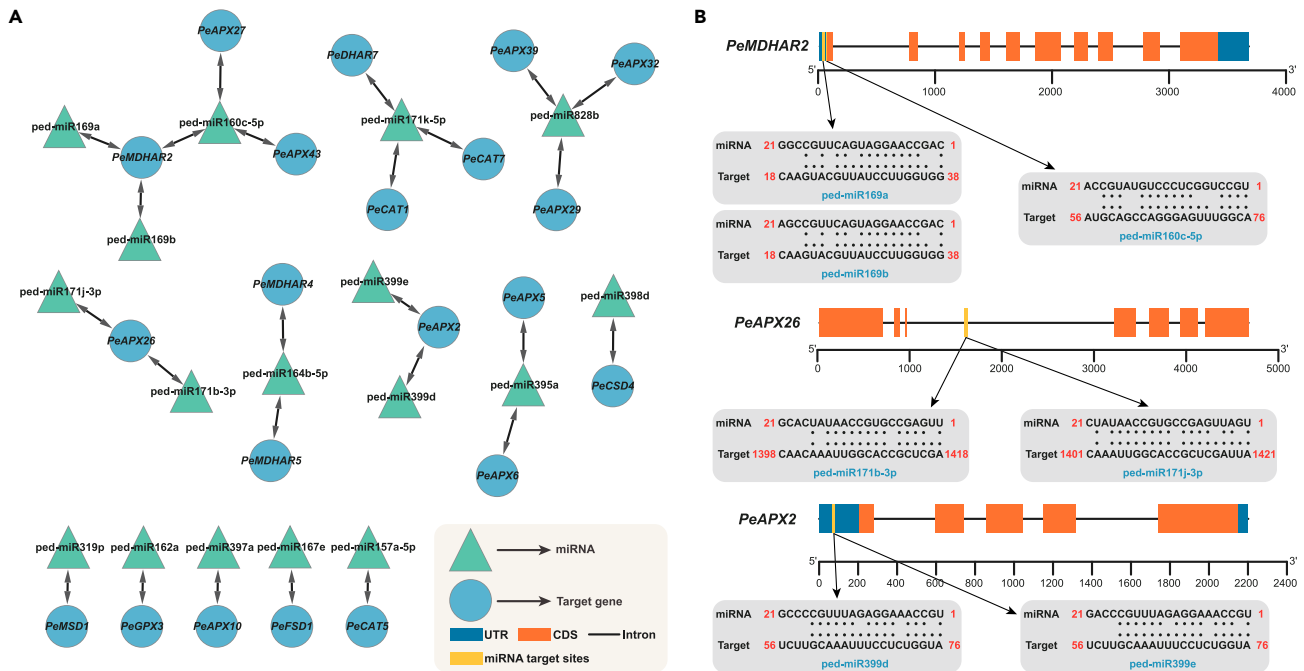 A
PeAPX27
ped-miR169a
ped-miR160c-5p
PeMDHAR2
PeAPX43
ped-miR169b
PeDHAR7
ped-miR171k-5p
PeCAT7
PeCAT1
PeAPX39
PeAPX32
ped-miR828b
PeAPX29
ped-miR171j-3p
PeAPX26
ped-miR171b-3p
PeMDHAR4
ped-miR164b-5p
PeMDHAR5
ped-miR399e
PeAPX2
ped-miR399d
PeAPX5
ped-miR395a
PeAPX6
ped-miR398d
PeCSD4
ped-miR319p ped-miR162a ped-miR397a ped-miR167e ped-miR157a-5p
PeMSD1 PeGPX3 PeAPX10 PeFSD1 PeCAT5
miRNA
Target gene
UTR CDS Intron
miRNA target sites
B
PeMDHAR2
5' 3'
0 1000 2000 3000 4000
miRNA 21 GGCCGUUCAGUAGGAACCGAC 1
Target 18 CAAGUACGUUAUCCUUGGUGG 38
ped-miR169a
miRNA 21 AGCCGUUCAGUAGGAACCGAC 1
Target 18 CAAGUACGUUAUCCUUGGUGG 38
ped-miR169b
miRNA 21 ACCGUAUGUCCCUCGGUCCGU 1
Target 56 AUGCAGCCAGGGAGUUUGGCA 76
ped-miR160c-5p
PeAPX26
5' 3'
0 1000 2000 3000 4000 5000
miRNA 21 GCACUAUAACCGUGCCGAGUU 1
Target 1398 CAACAAAUUGGCACCGCUCGA 1418
ped-miR171b-3p
miRNA 21 CUAUAACCGUGCCGAGUUAGU 1
Target 1401 CAAAUUGGCACCGCUCGAUUA 1421
ped-miR171j-3p
PeAPX2
5' 3'
0 200 400 600 800 1000 1200 1400 1600 1800 2000 2200 2400
miRNA 21 GCCCCGUUUAGAGGAAACCGU 1
Target 56 UCUUGCAAAUUUCCUCUGGUA 76
ped-miR399d
miRNA 21 GACCCGUUUAGAGGAAACCGU 1
Target 56 UCUUGCAAAUUUCCUCUGGUA 76
ped-miR399e